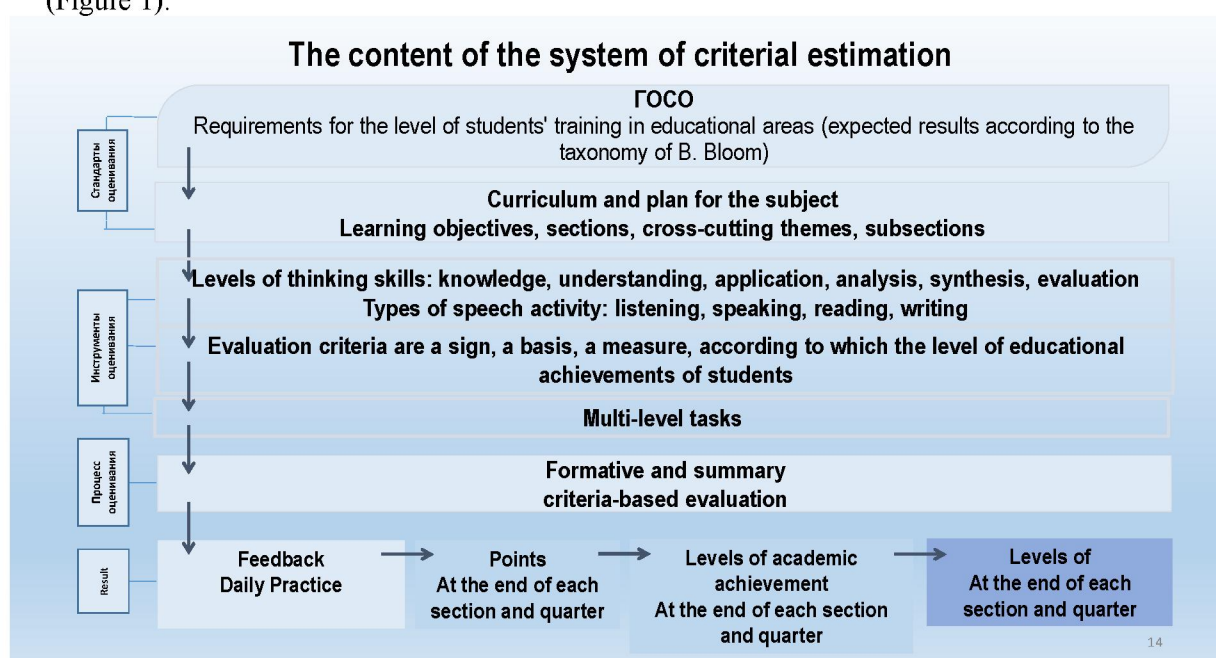 (Figure 1).
The content of the system of criterial estimation
ГОСО
Requirements for the level of students' training in educational areas (expected results according to the
taxonomy of B. Bloom)
Стандарты
оценивания
Curriculum and plan for the subject
Learning objectives, sections, cross-cutting themes, subsections
Levels of thinking skills: knowledge, understanding, application, analysis, synthesis, evaluation
Types of speech activity: listening, speaking, reading, writing
Инструменты
оценивания
Evaluation criteria are a sign, a basis, a measure, according to which the level of educational
achievements of students
Multi-level tasks
Процесс
оценивания
Formative and summary
criteria-based evaluation
Result
Feedback
Daily Practice
Points
At the end of each
section and quarter
Levels of academic
achievement
At the end of each section
and quarter
Levels of
At the end of each
section and quarter
14